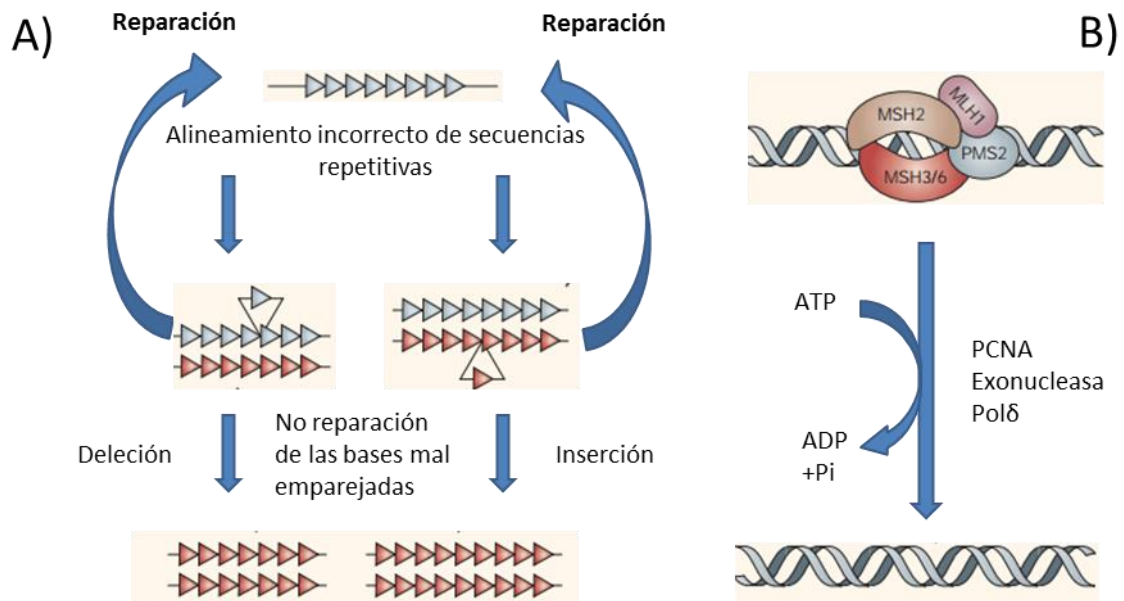 A)
Reparación
Reparación
Alineamiento incorrecto de secuencias
repetitivas
Deleción
No reparación
de las bases mal
emparejadas
Inserción
B)
MSH2
MLH1
PMS2
MSH3/6
ATP
PCNA
Exonucleasa
Polδ
ADP
+Pi